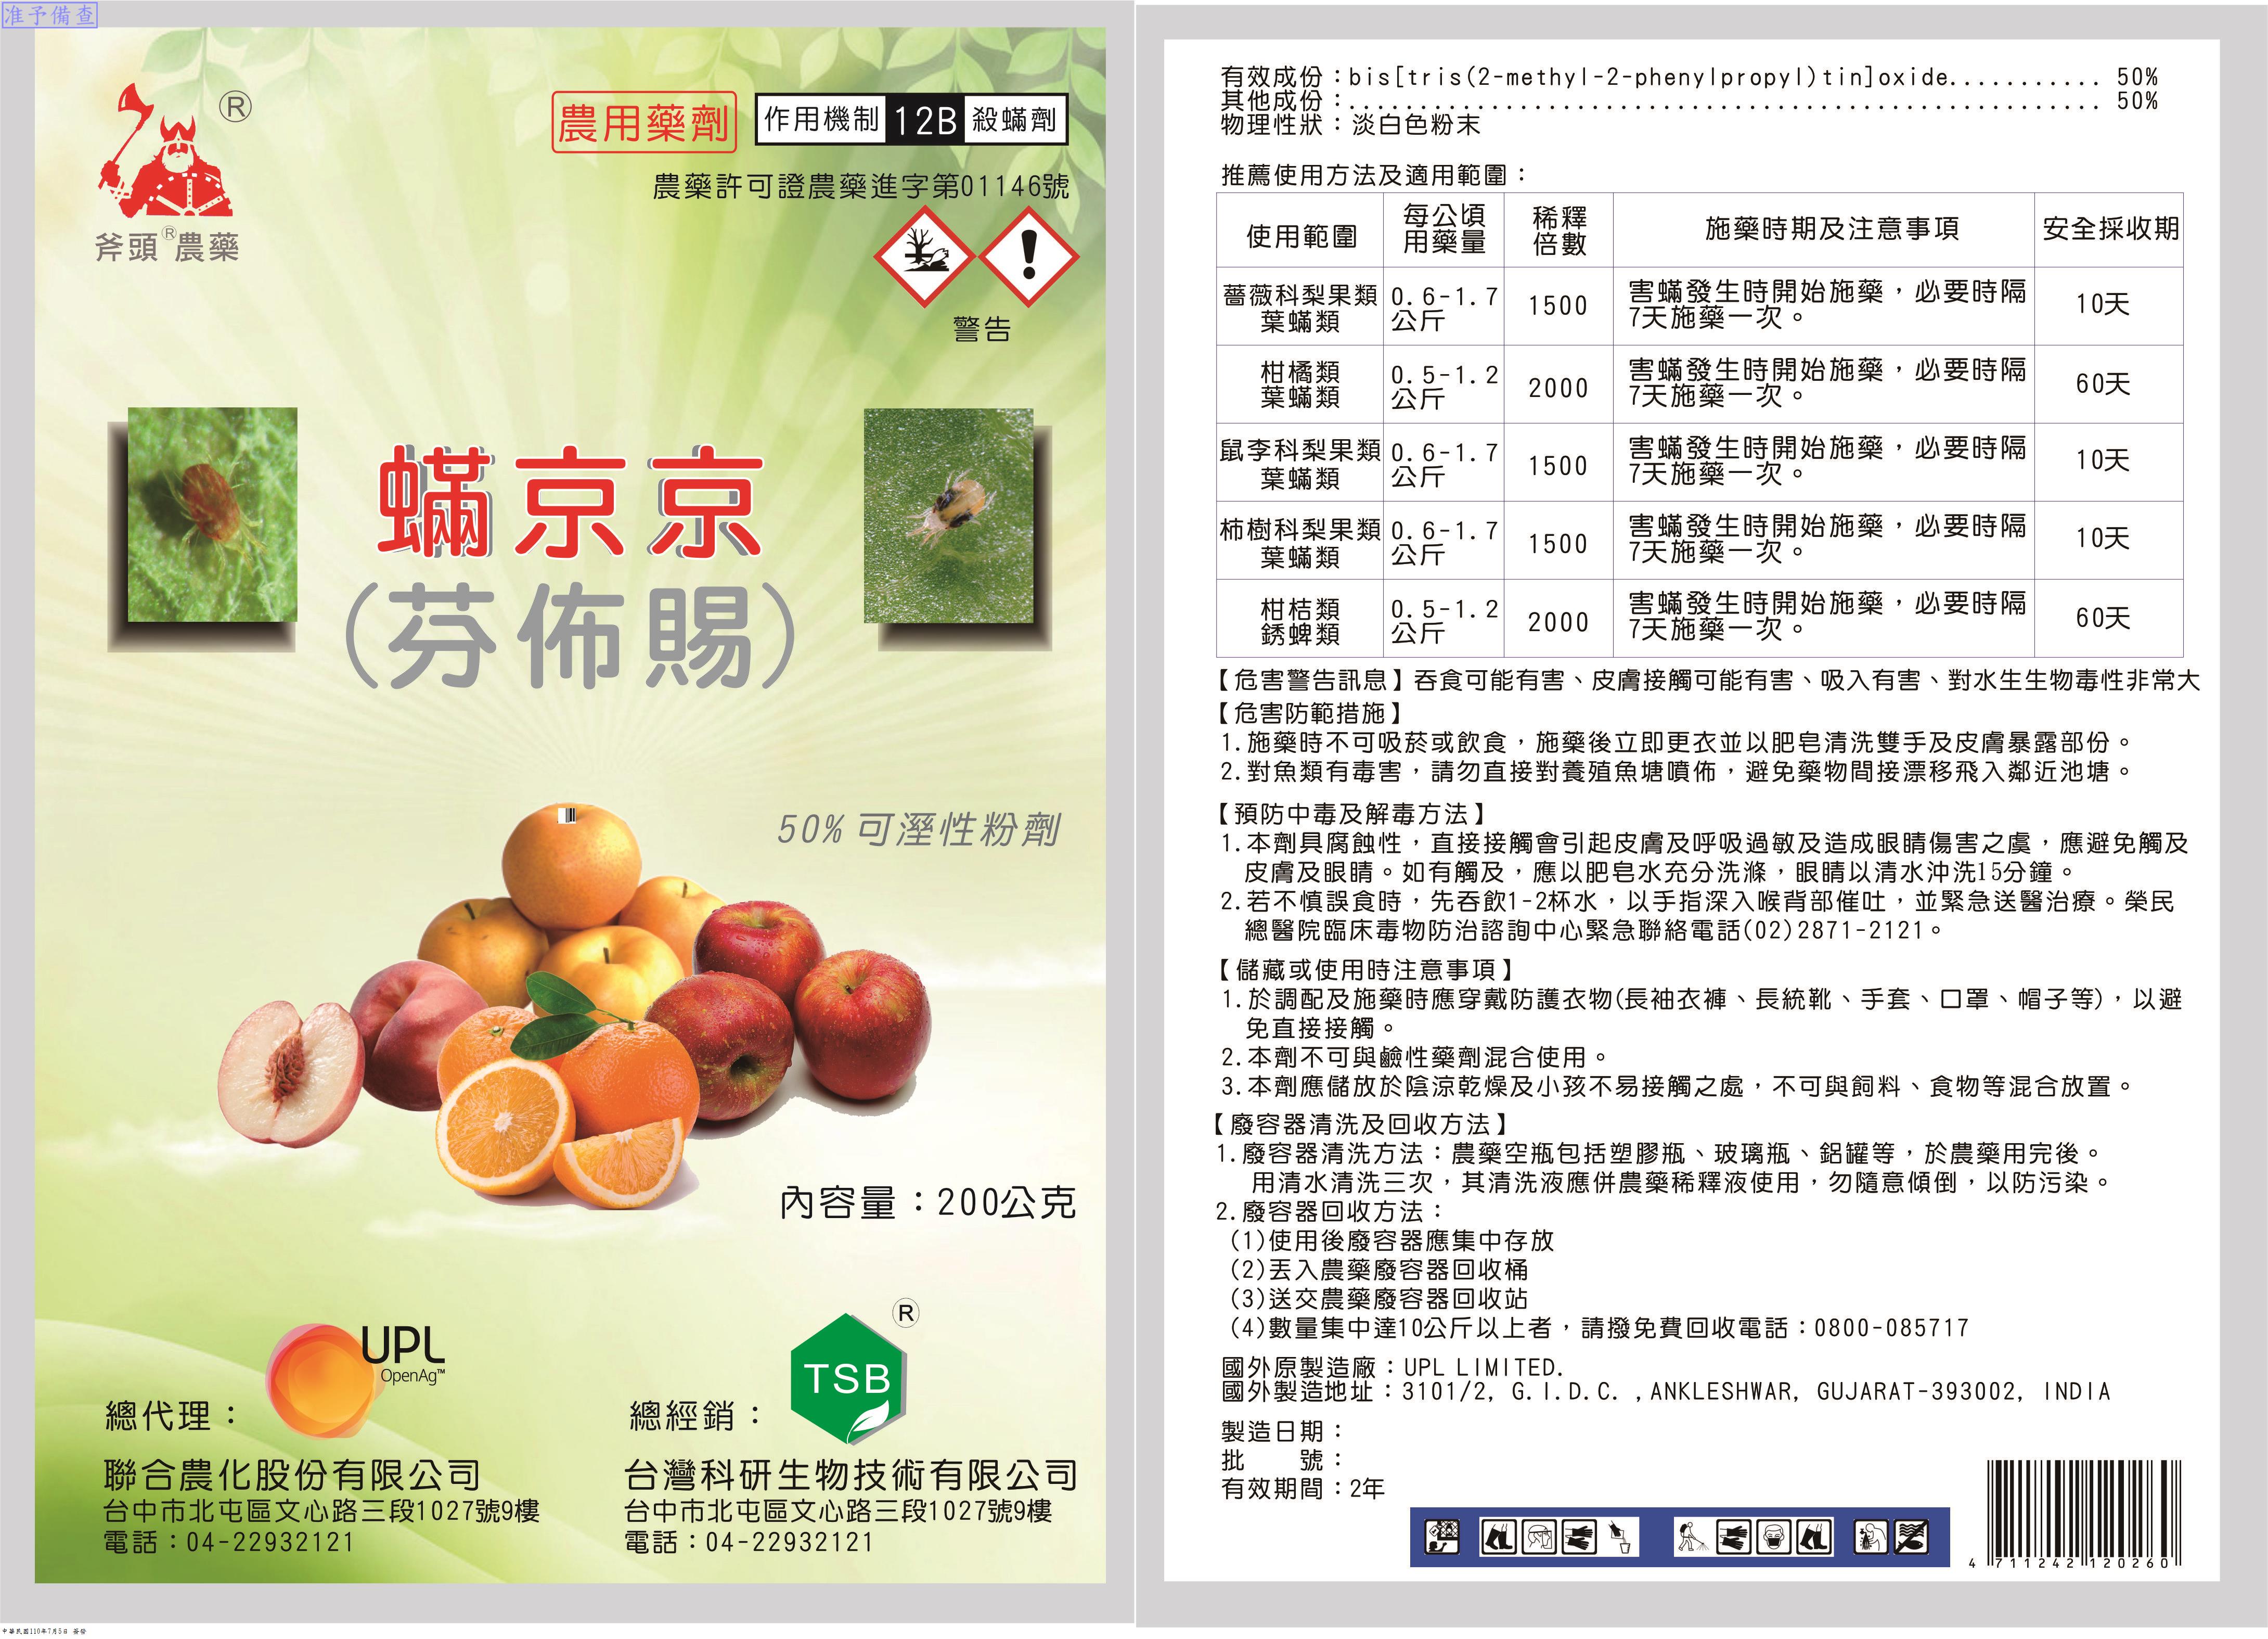 准予備查
®
斧頭®農藥
農用藥劑
作用機制 12B 殺蟎劑
農藥許可證農藥進字第01146號
警告
蟎京京
(芬佈賜)
50%可溼性粉劑
內容量：200公克
UPL
OpenAg™
總代理：
聯合農化股份有限公司
台中市北屯區文心路三段1027號9樓
電話：04-22932121
®
TSB
總經銷：
台灣科研生物技術有限公司
台中市北屯區文心路三段1027號9樓
電話：04-22932121
中華民國110年7月5日 簽發
有效成份：bis[tris(2-methyl-2-phenylpropyl)tin]oxide........... 50%
其他成份：..................................................... 50%
物理性狀：淡白色粉末
推薦使用方法及適用範圍：
使用範圍 每公頃用藥量 稀釋倍數 施藥時期及注意事項 安全採收期
薔薇科梨果類 0.6-1.7 1500 害蟎發生時開始施藥，必要時隔 10天
葉蟎類 公斤 7天施藥一次。
柑橘類 0.5-1.2 2000 害蟎發生時開始施藥，必要時隔 60天
葉蟎類 公斤 7天施藥一次。
鼠李科梨果類 0.6-1.7 1500 害蟎發生時開始施藥，必要時隔 10天
葉蟎類 公斤 7天施藥一次。
柿樹科梨果類 0.6-1.7 1500 害蟎發生時開始施藥，必要時隔 10天
葉蟎類 公斤 7天施藥一次。
柑桔類 0.5-1.2 2000 害蟎發生時開始施藥，必要時隔 60天
銹蜱類 公斤 7天施藥一次。
【危害警告訊息】吞食可能有害、皮膚接觸可能有害、吸入有害、對水生生物毒性非常大
【危害防範措施】
1.施藥時不可吸菸或飲食，施藥後立即更衣並以肥皂清洗雙手及皮膚暴露部份。
2.對魚類有毒害，請勿直接對養殖魚塘噴佈，避免藥物間接漂移飛入鄰近池塘。
【預防中毒及解毒方法】
1.本劑具腐蝕性，直接接觸會引起皮膚及呼吸過敏及造成眼睛傷害之虞，應避免觸及
皮膚及眼睛。如有觸及，應以肥皂水充分洗滌，眼睛以清水沖洗15分鐘。
2.若不慎誤食時，先吞飲1-2杯水，以手指深入喉背部催吐，並緊急送醫治療。榮民
總醫院臨床毒物防治諮詢中心緊急聯絡電話(02)2871-2121。
【儲藏或使用時注意事項】
1.於調配及施藥時應穿戴防護衣物(長袖衣褲、長統靴、手套、口罩、帽子等)，以避
免直接接觸。
2.本劑不可與鹼性藥劑混合使用。
3.本劑應儲放於陰涼乾燥及小孩不易接觸之處，不可與飼料、食物等混合放置。
【廢容器清洗及回收方法】
1.廢容器清洗方法：農藥空瓶包括塑膠瓶、玻璃瓶、鋁罐等，於農藥用完後。
用清水清洗三次，其清洗液應併農藥稀釋液使用，勿隨意傾倒，以防污染。
2.廢容器回收方法：
(1)使用後廢容器應集中存放
(2)丟入農藥廢容器回收桶
(3)送交農藥廢容器回收站
(4)數量集中達10公斤以上者，請撥免費回收電話：0800-085717
國外原製造廠：UPL LIMITED.
國外製造地址：3101/2, G.I.D.C. ,ANKLESHWAR, GUJARAT-393002, INDIA
製造日期：
批 號：
有效期間：2年
4 711242 120260